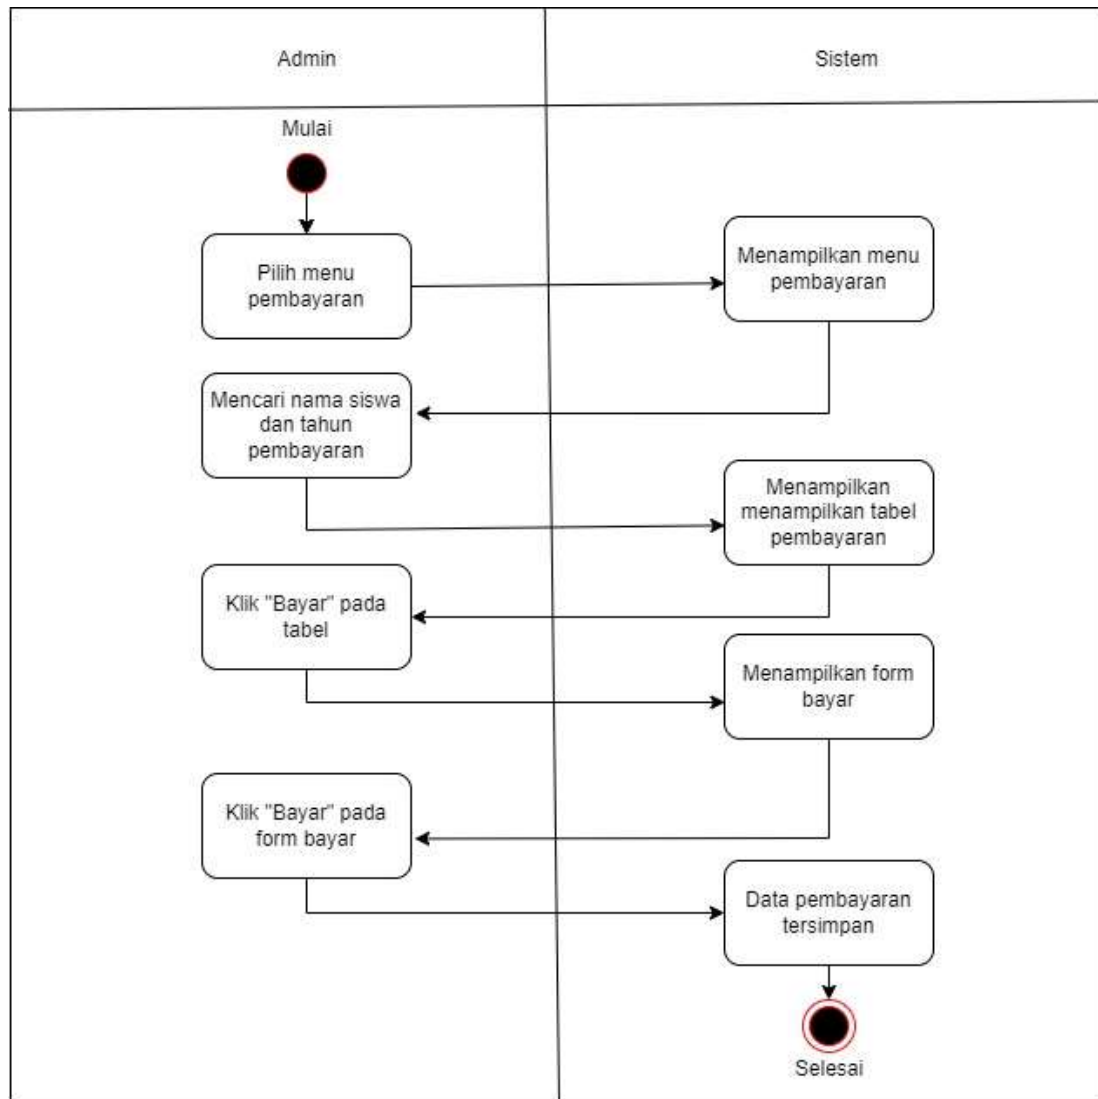 Admin
Sistem
Mulai
Pilih menu
pembayaran
Menampilkan menu
pembayaran
Mencari nama siswa
dan tahun
pembayaran
Menampilkan
menampilkan tabel
pembayaran
Klik "Bayar" pada
tabel
Menampilkan form
bayar
Klik "Bayar" pada
form bayar
Data pembayaran
tersimpan
Selesai